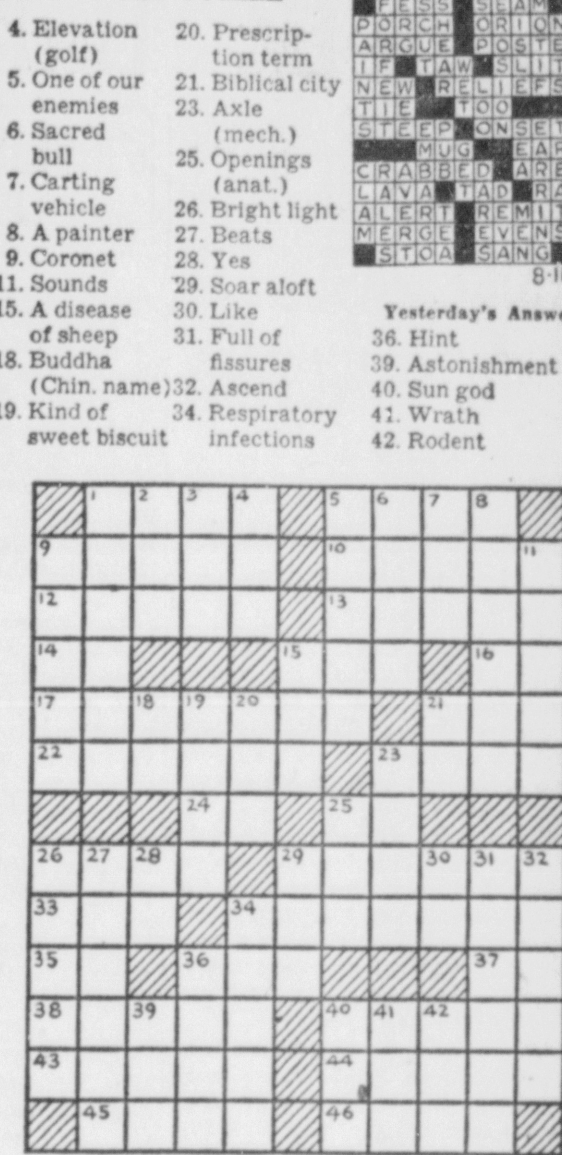 4. Elevation
(golf)
5. One of our
enemies
6. Sacred
bull
7. Carting
vehicle
8. A painter
9. Coronet
11. Sounds
15. A disease
of sheep
18. Buddha
(Chin. name)
19. Kind of
sweet biscuit
20. Prescrip-
tion term
21. Biblical city
23. Axle
(mech.)
25. Openings
(anat.)
26. Bright light
27. Beats
28. Yes
29. Soar aloft
30. Like
31. Full of
fissures
32. Ascend
34. Respiratory
infections
FESS SEAM
PORCH ORION
ARGUE POSTE
IF TAW SLIT
NEW RELIEFS
TIE TOO
STEEP ONSET
MUG EAR
CRABBED ARE
LAVA TAD RA
ALERT REMIT
MERGE EVENS
STOA SANG
8-1
Yesterday's Answe
36. Hint
39. Astonishment
40. Sun god
41. Wrath
42. Rodent
1 2 3 4 5 6 7 8
9 10 11
12 13
14 15 16
17 18 19 20 21
22 23
24 25
26 27 28 29 30 31 32
33 34
35 36 37
38 39 40 41 42
43 44
45 46